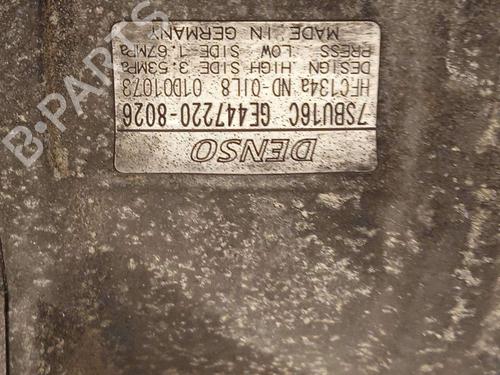 DENSO
7SBU16C GE447220-8026
HFC134a ND-OIL8 01D01073
DESIGN HIGH SIDE 3.53MPa
PRESS. LOW SIDE 1.67MPa
MADE IN GERMANY
B-PARTS